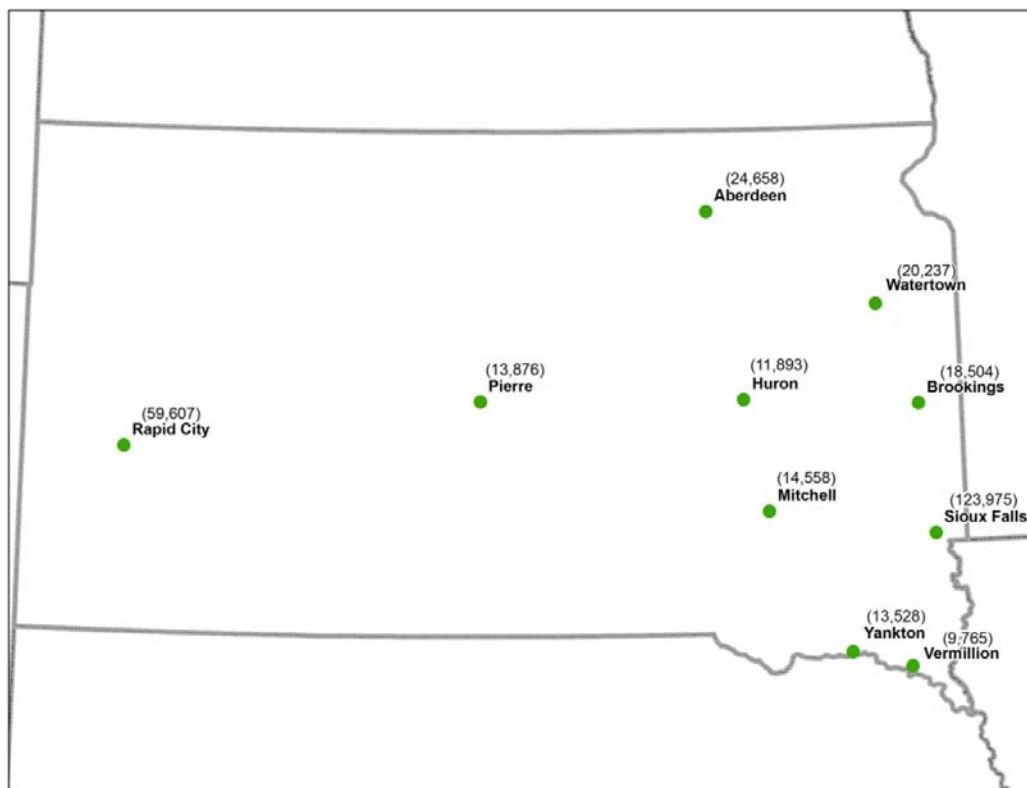 (24,658)
Aberdeen
(20,237)
Watertown
(13,876)
Pierre
(11,893)
Huron
(18,504)
Brookings
(59,607)
Rapid City
(14,558)
Mitchell
(123,975)
Sioux Falls
(13,528)
Yankton
(9,765)
Vermillion